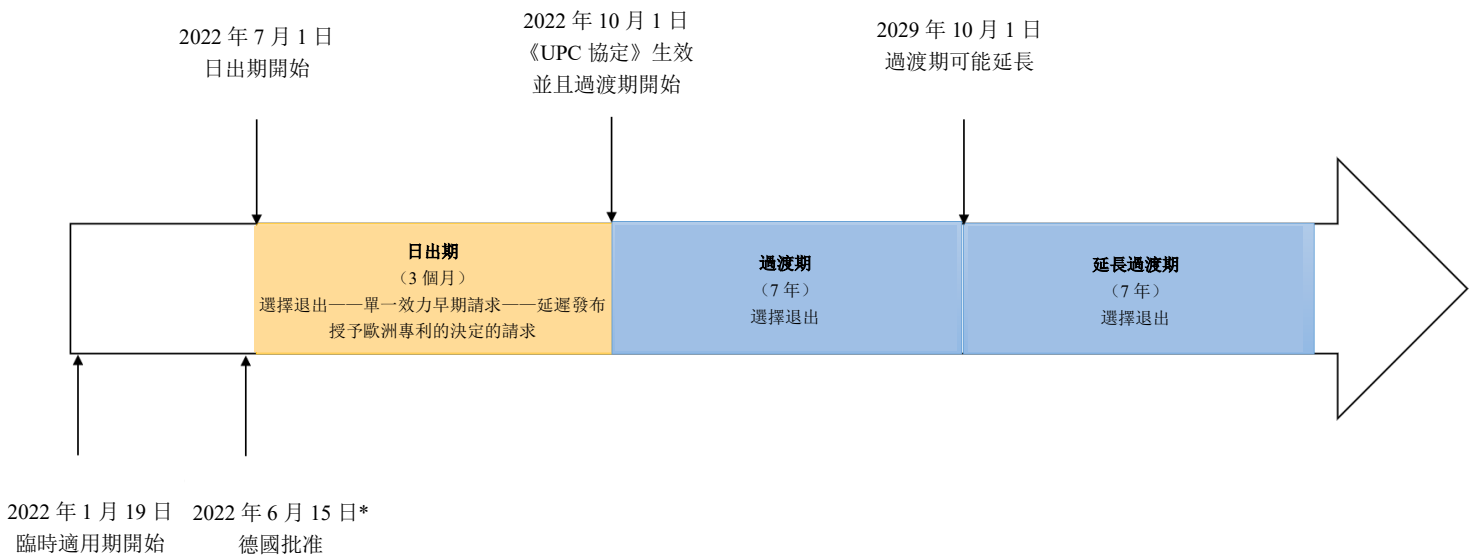 2022 年 7 月 1 日
日出期開始
2022 年 10 月 1 日
《UPC 協定》生效
並且過渡期開始
2029 年 10 月 1 日
過渡期可能延長
日出期
（3 個月）
選擇退出——單一效力早期請求——延遲發布
授予歐洲專利的決定的請求
過渡期
（7 年）
選擇退出
延長過渡期
（7 年）
選擇退出
2022 年 1 月 19 日
臨時適用期開始
2022 年 6 月 15 日*
德國批准